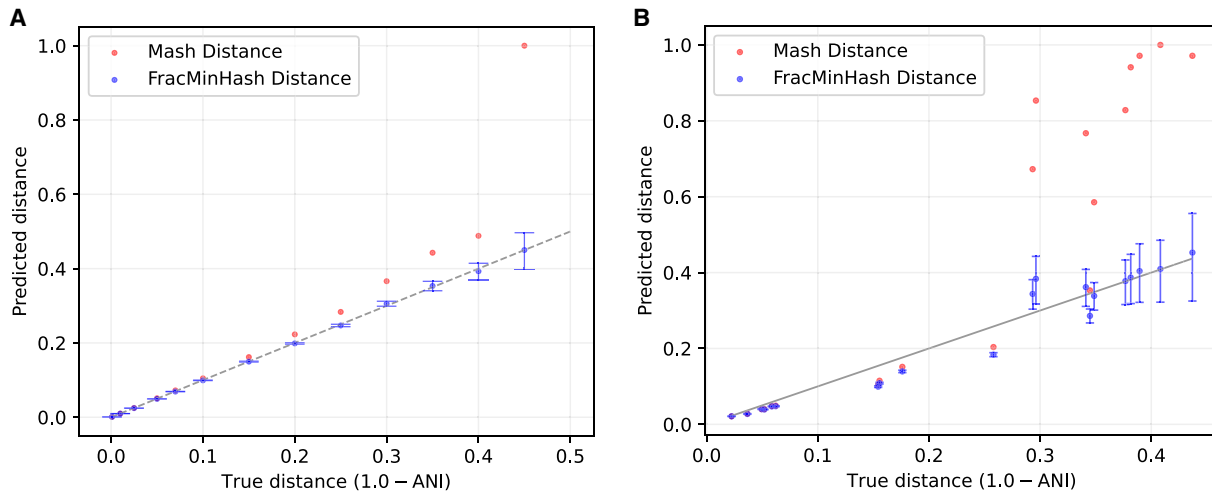 A
Mash Distance
FracMinHash Distance
Predicted distance
1.0
0.8
0.6
0.4
0.2
0.0
0.0 0.1 0.2 0.3 0.4 0.5
True distance (1.0 − ANI)
B
Mash Distance
FracMinHash Distance
Predicted distance
1.0
0.8
0.6
0.4
0.2
0.0
0.0 0.1 0.2 0.3 0.4
True distance (1.0 − ANI)